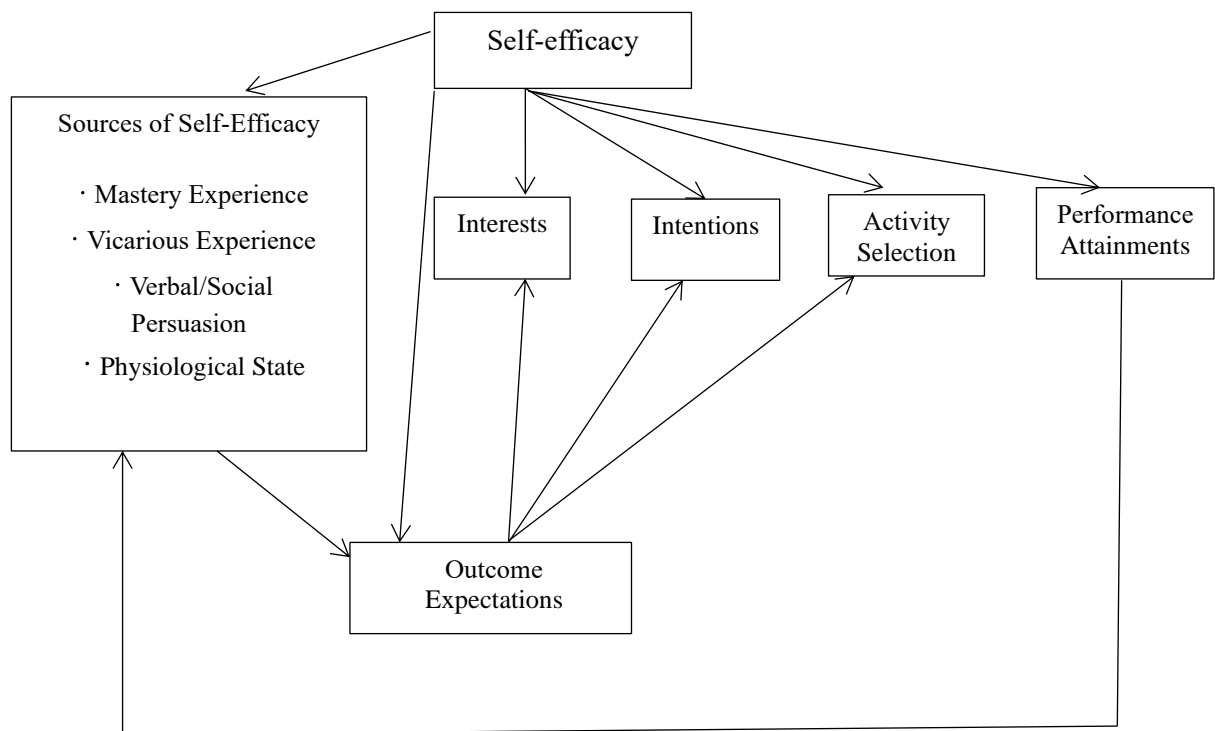 Self-efficacy
Sources of Self-Efficacy
· Mastery Experience
· Vicarious Experience
· Verbal/Social
Persuasion
· Physiological State
Interests
Intentions
Activity
Selection
Performance
Attainments
Outcome
Expectations